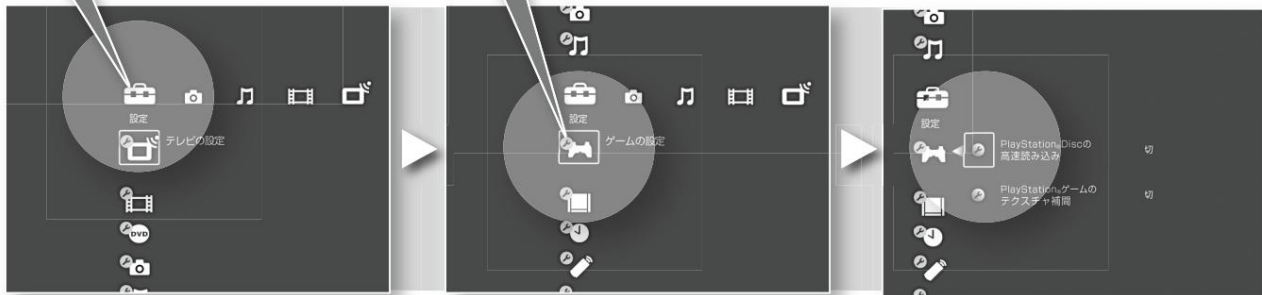 設定
テレビの設定
DVD
設定
ゲームの設定
設定
PlayStation®Discの
高速読み込み
切
PlayStation®ゲームの
テクスチャ補間
切